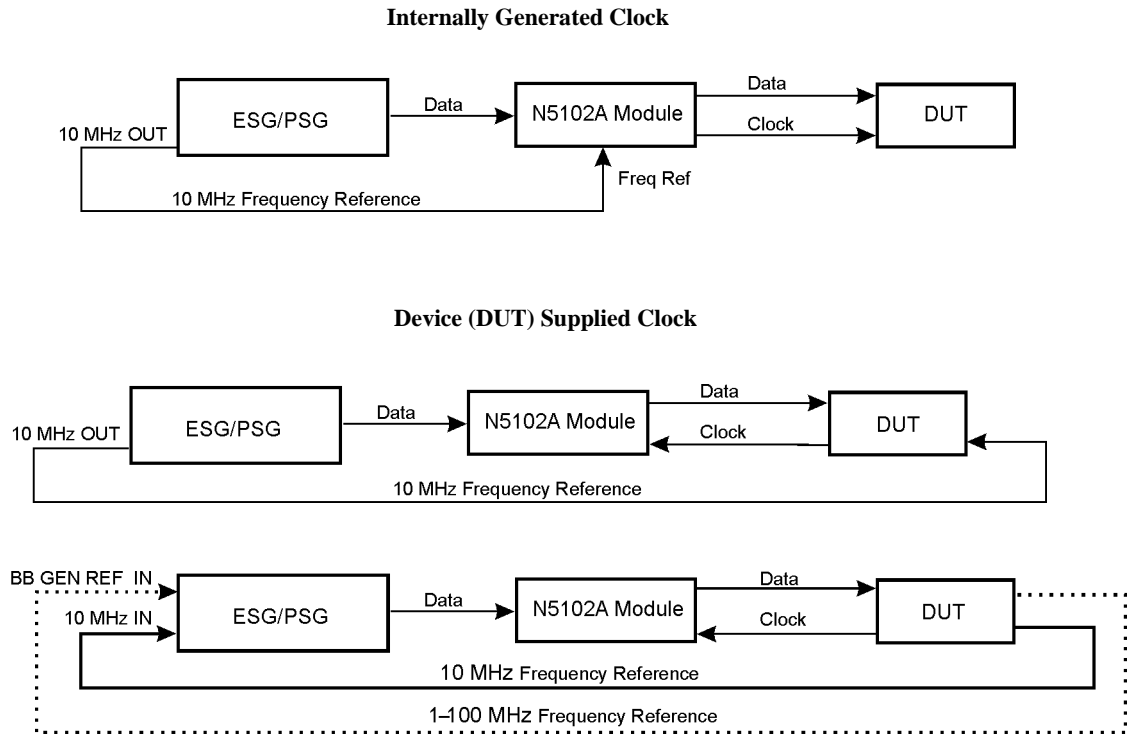 Internally Generated Clock
ESG/PSG
Data
N5102A Module
Data
Clock
DUT
10 MHz OUT
Freq Ref
10 MHz Frequency Reference
Device (DUT) Supplied Clock
10 MHz OUT
ESG/PSG
Data
N5102A Module
Data
Clock
DUT
10 MHz Frequency Reference
BB GEN REF IN
10 MHz IN
ESG/PSG
Data
N5102A Module
Data
Clock
DUT
10 MHz Frequency Reference
1–100 MHz Frequency Reference